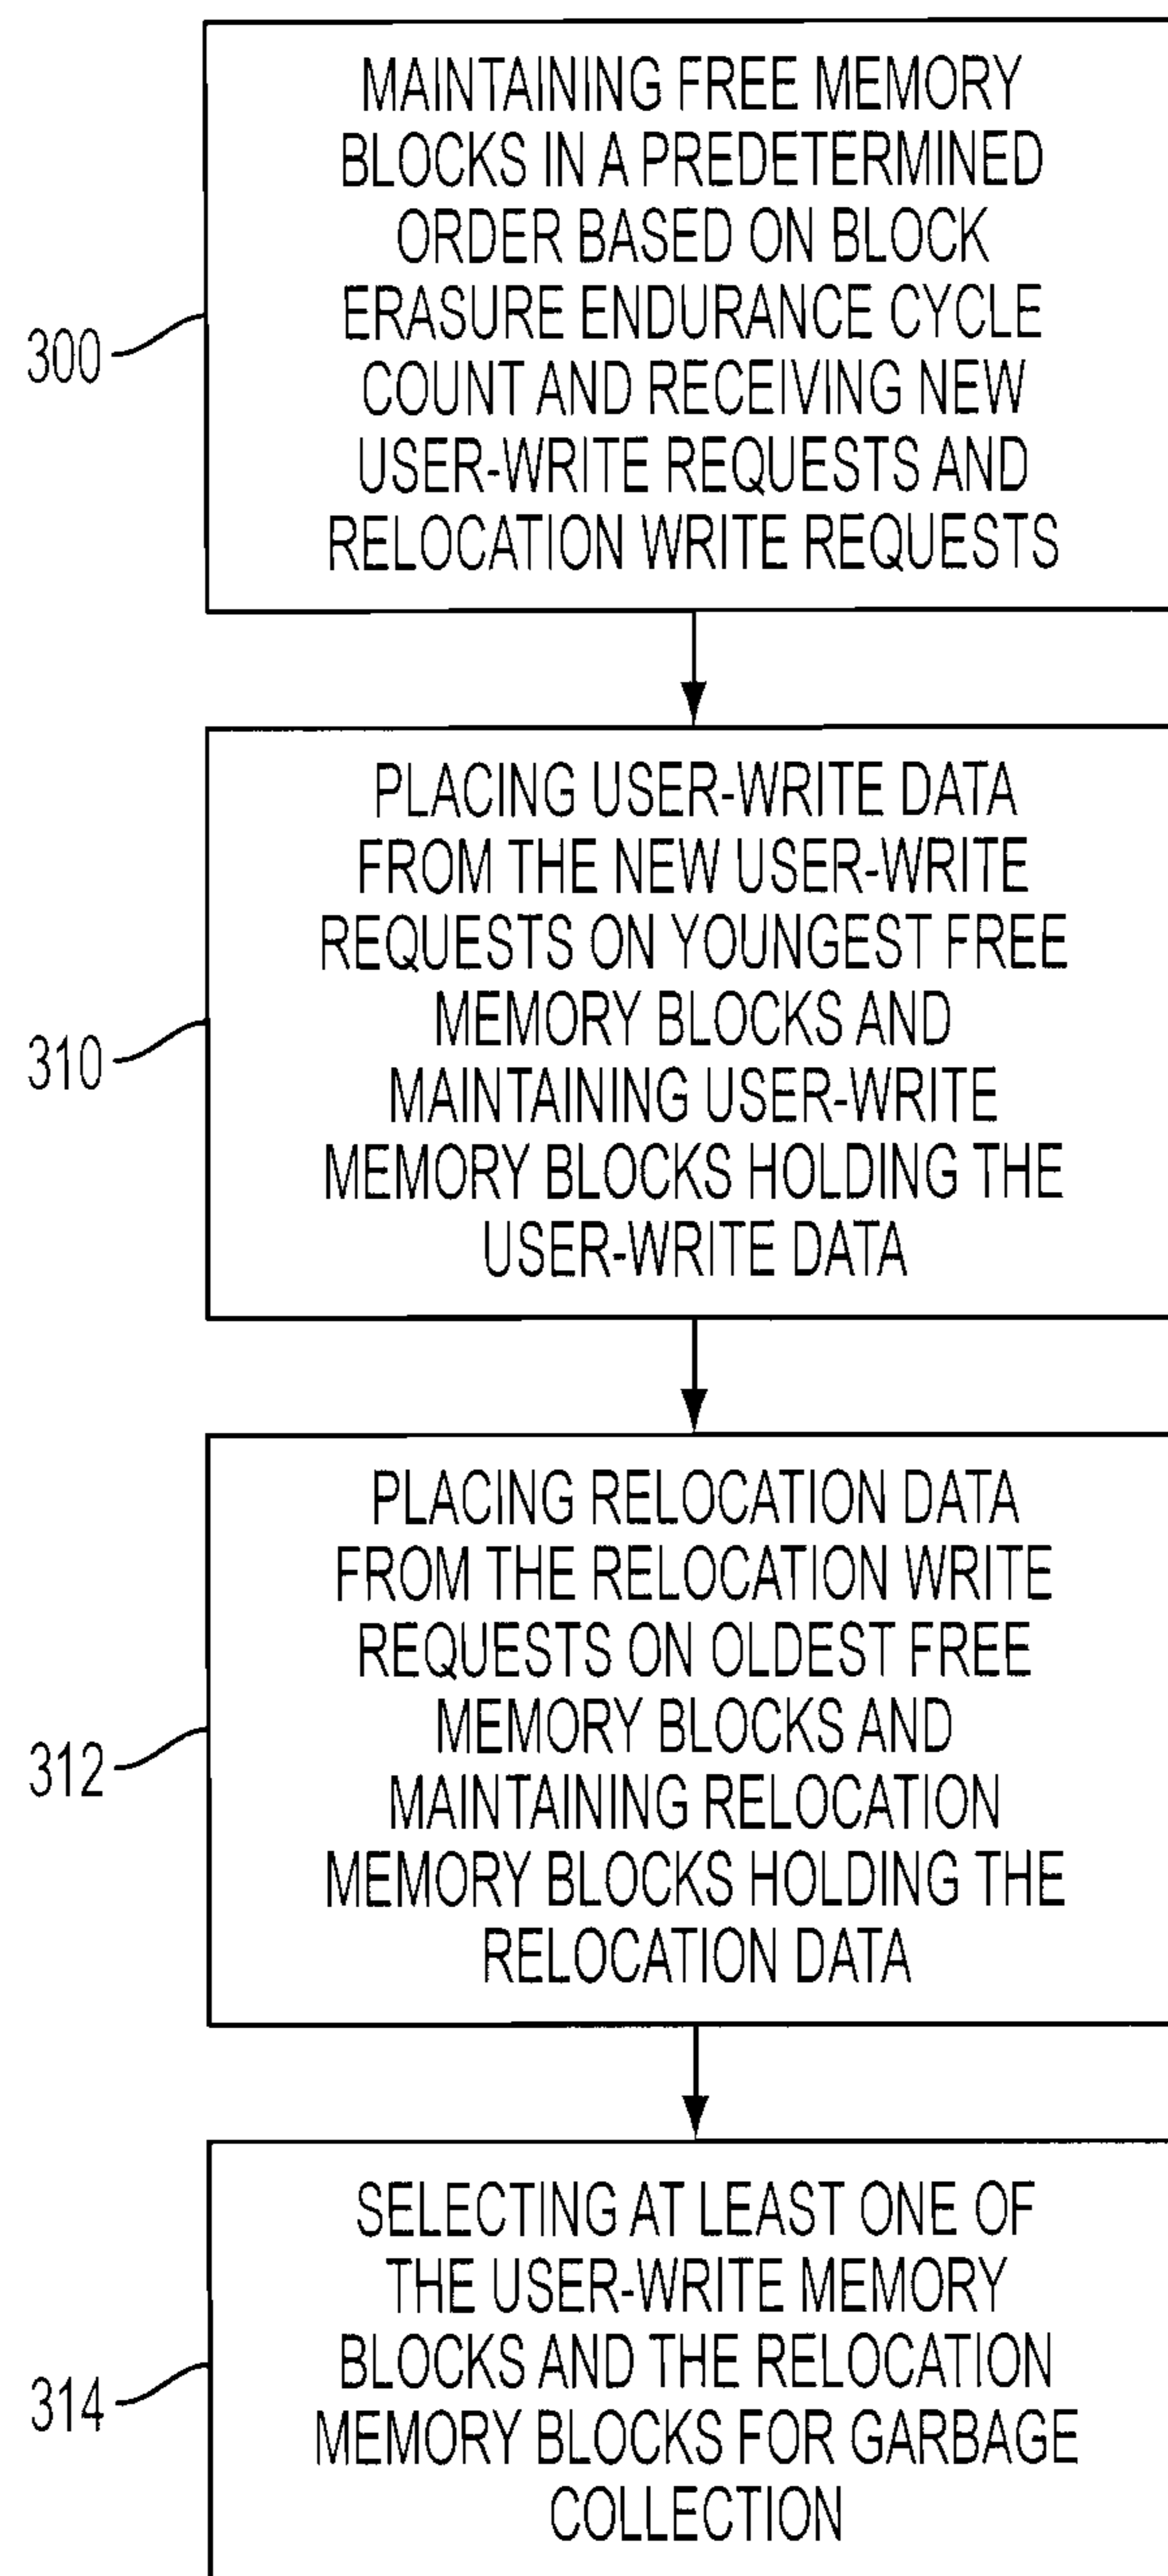 MAINTAINING FREE MEMORY
BLOCKS IN A PREDETERMINED
ORDER BASED ON BLOCK
ERASURE ENDURANCE CYCLE
COUNT AND RECEIVING NEW
USER-WRITE REQUESTS AND
RELOCATION WRITE REQUESTS
300
PLACING USER-WRITE DATA
FROM THE NEW USER-WRITE
REQUESTS ON YOUNGEST FREE
MEMORY BLOCKS AND
MAINTAINING USER-WRITE
MEMORY BLOCKS HOLDING THE
USER-WRITE DATA
310
PLACING RELOCATION DATA
FROM THE RELOCATION WRITE
REQUESTS ON OLDEST FREE
MEMORY BLOCKS AND
MAINTAINING RELOCATION
MEMORY BLOCKS HOLDING THE
RELOCATION DATA
312
SELECTING AT LEAST ONE OF
THE USER-WRITE MEMORY
BLOCKS AND THE RELOCATION
MEMORY BLOCKS FOR GARBAGE
COLLECTION
314